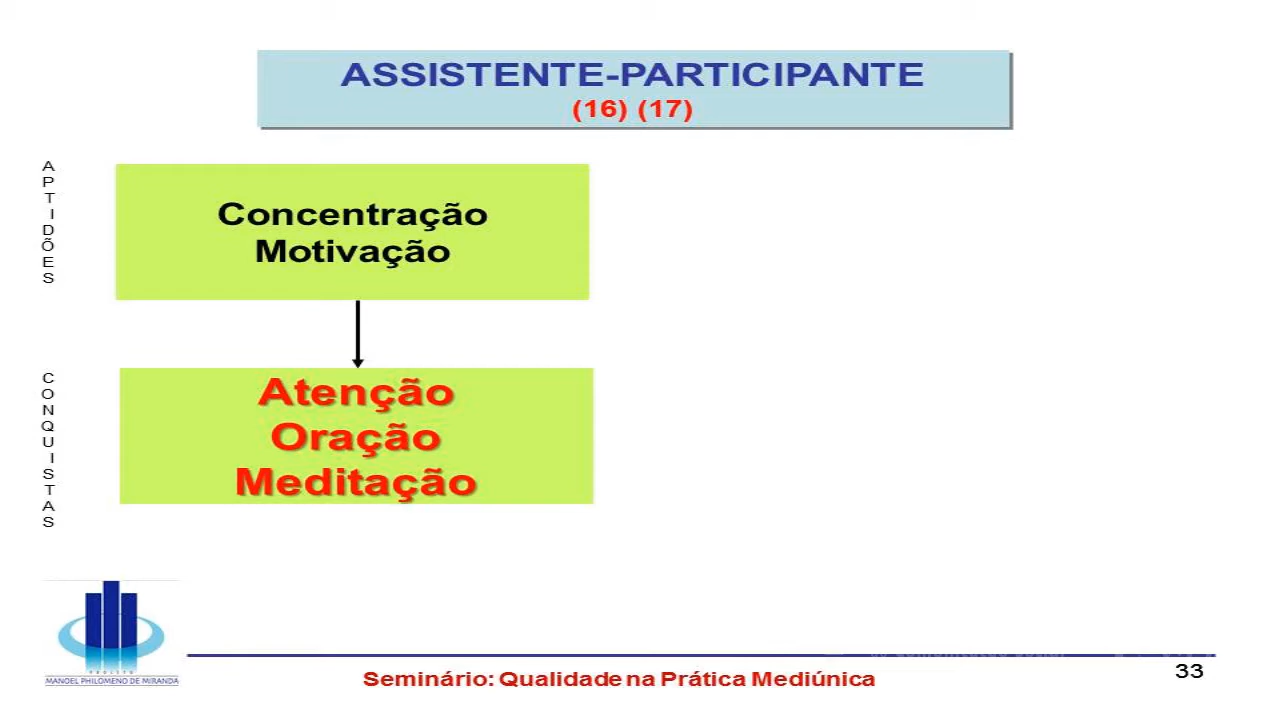 ASSISTENTE-PARTICIPANTE
(16) (17)
APTIDÕES
Concentração
Motivação
CONQUISTAS
Atenção
Oração
Meditação
PROJETO
MANOEL PHILOMENO DE MIRANDA
Seminário: Qualidade na Prática Mediúnica
33